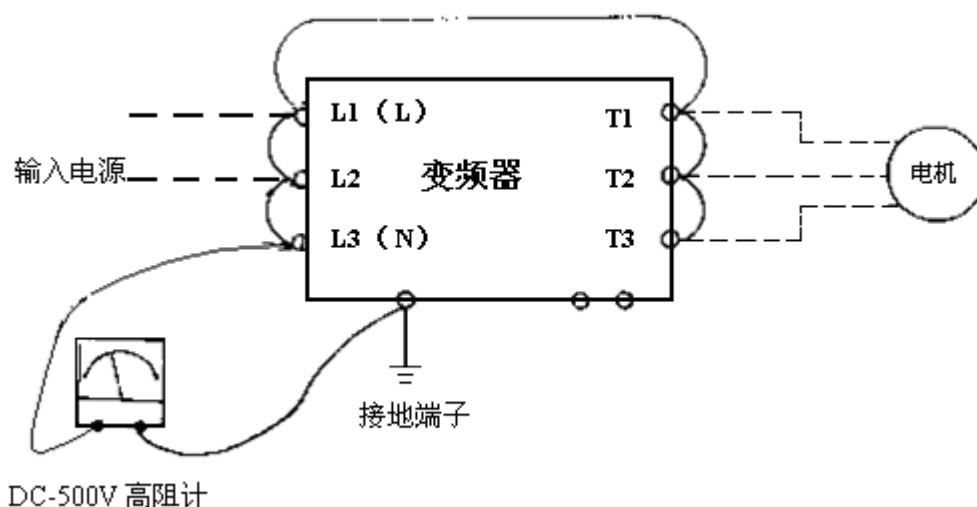 L1（L）
T1
输入电源
L2
变频器
T2
电机
L3（N）
T3
接地端子
DC-500V 高阻计